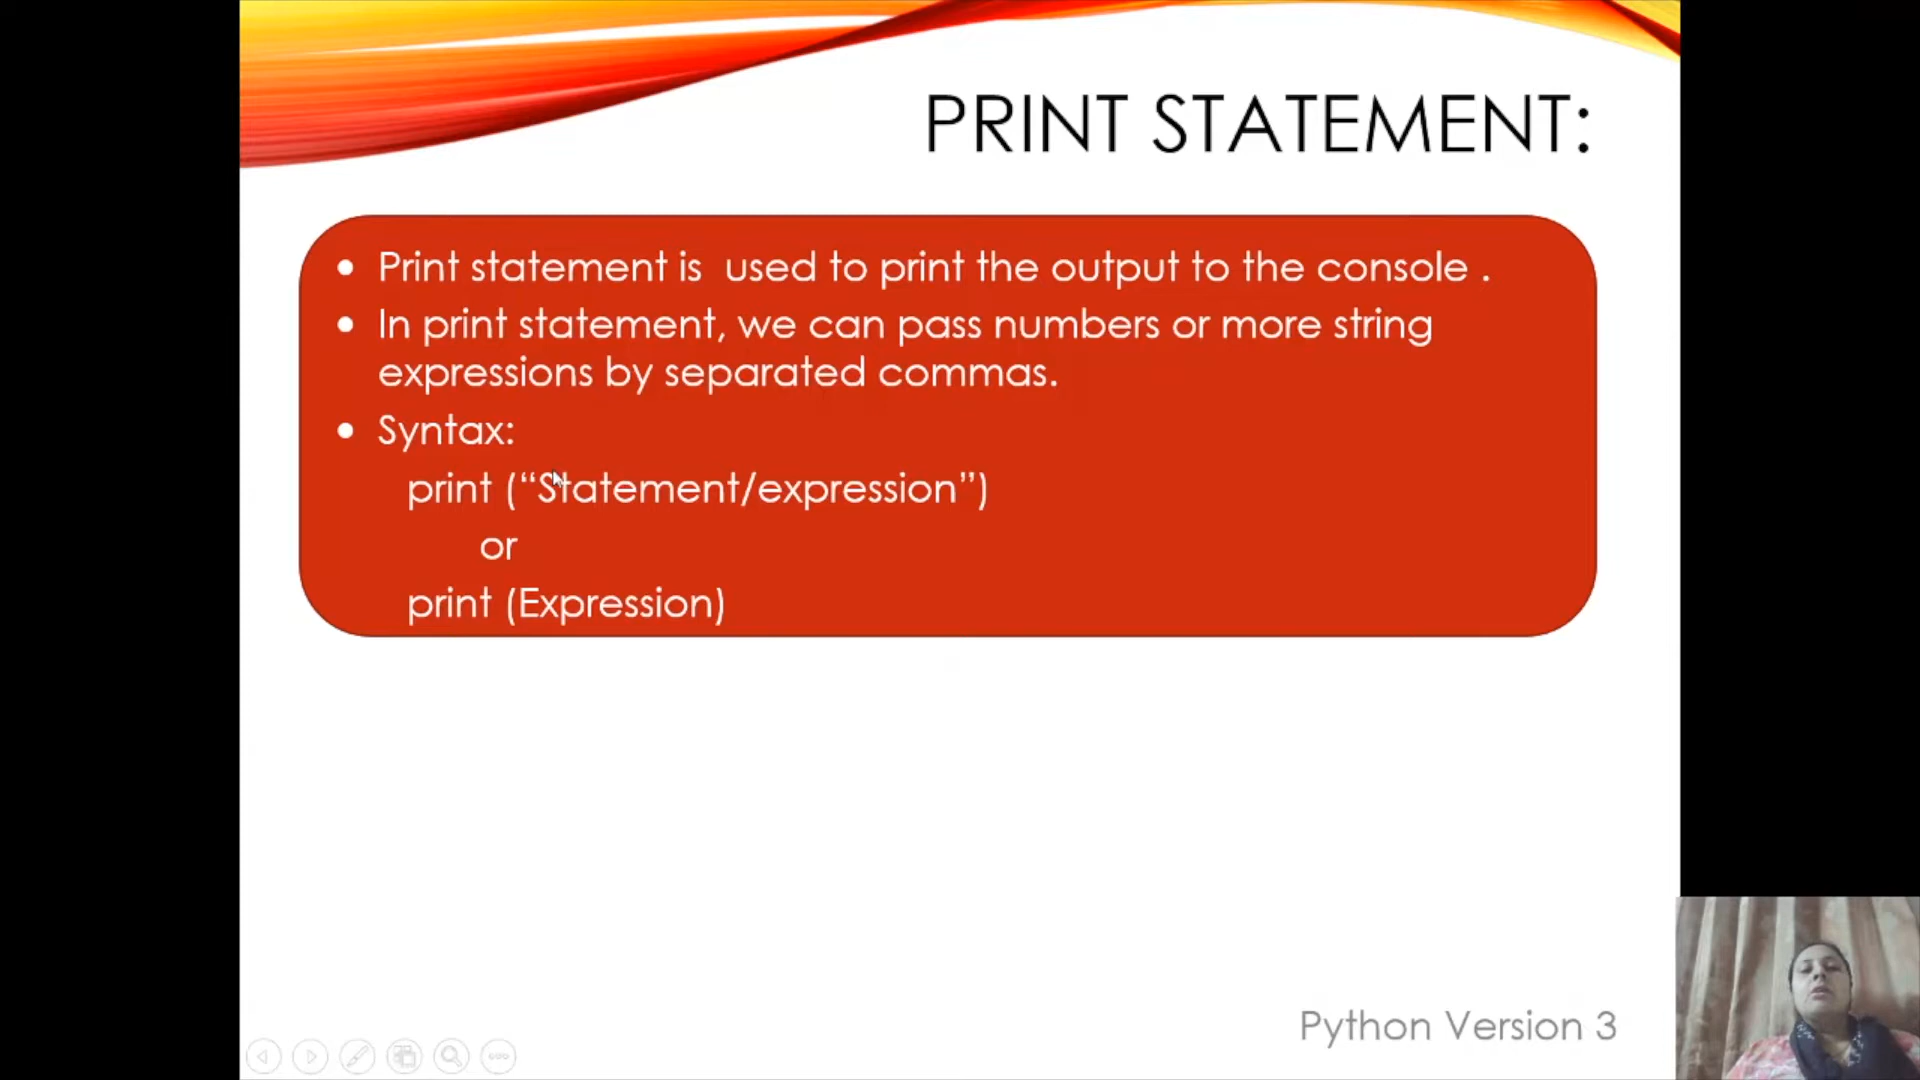 PRINT STATEMENT:
• Print statement is  used to print the output to the console .
• In print statement, we can pass numbers or more string
expressions by separated commas.
• Syntax:
print (“Statement/expression”)
or
print (Expression)
Python Version 3